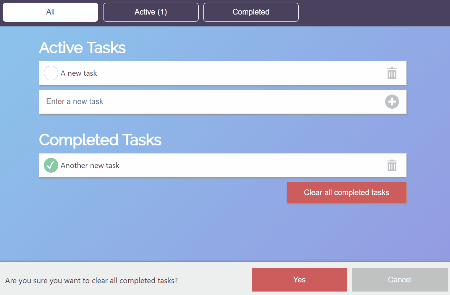 All
Active (1)
Completed
Active Tasks
A new task
Enter a new task
Completed Tasks
Another new task
Clear all completed tasks
Are you sure you want to clear all completed tasks?
Yes
Cancel